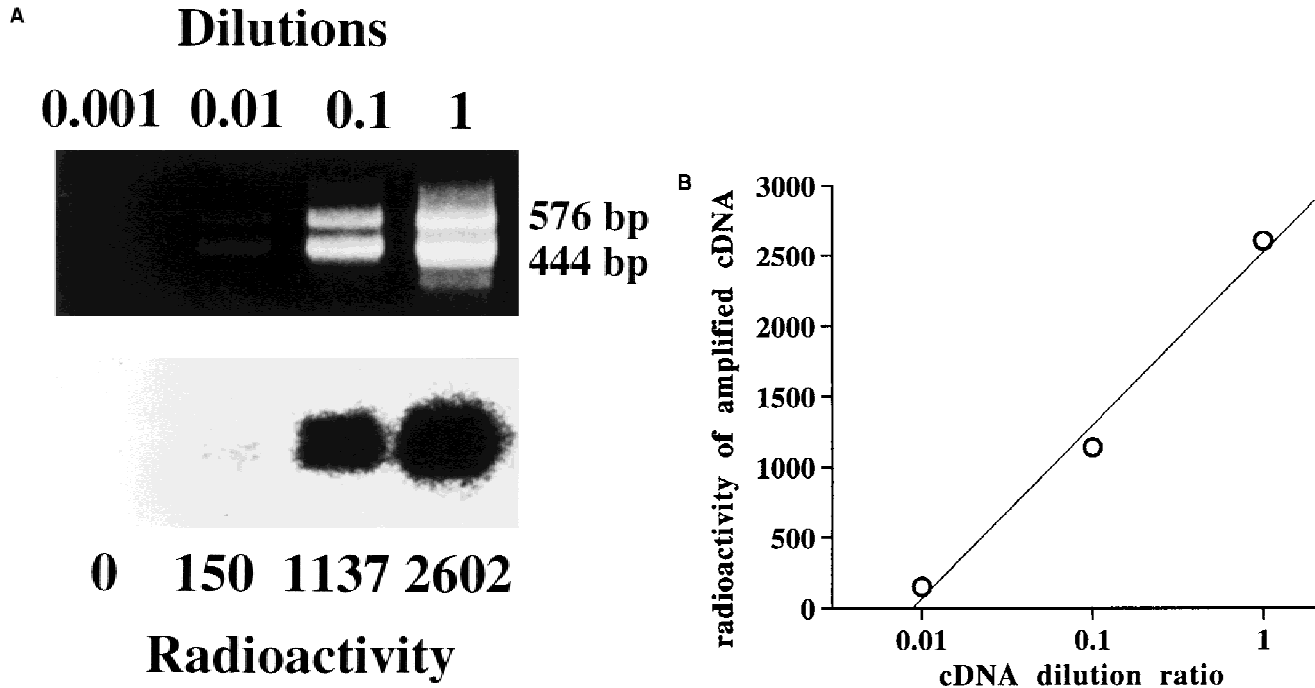 A
Dilutions
0.001 0.01 0.1 1
576 bp
444 bp
0 150 1137 2602
Radioactivity
B
radioactivity of amplified cDNA
3000
2500
2000
1500
1000
500
0
0.01 0.1 1
cDNA dilution ratio